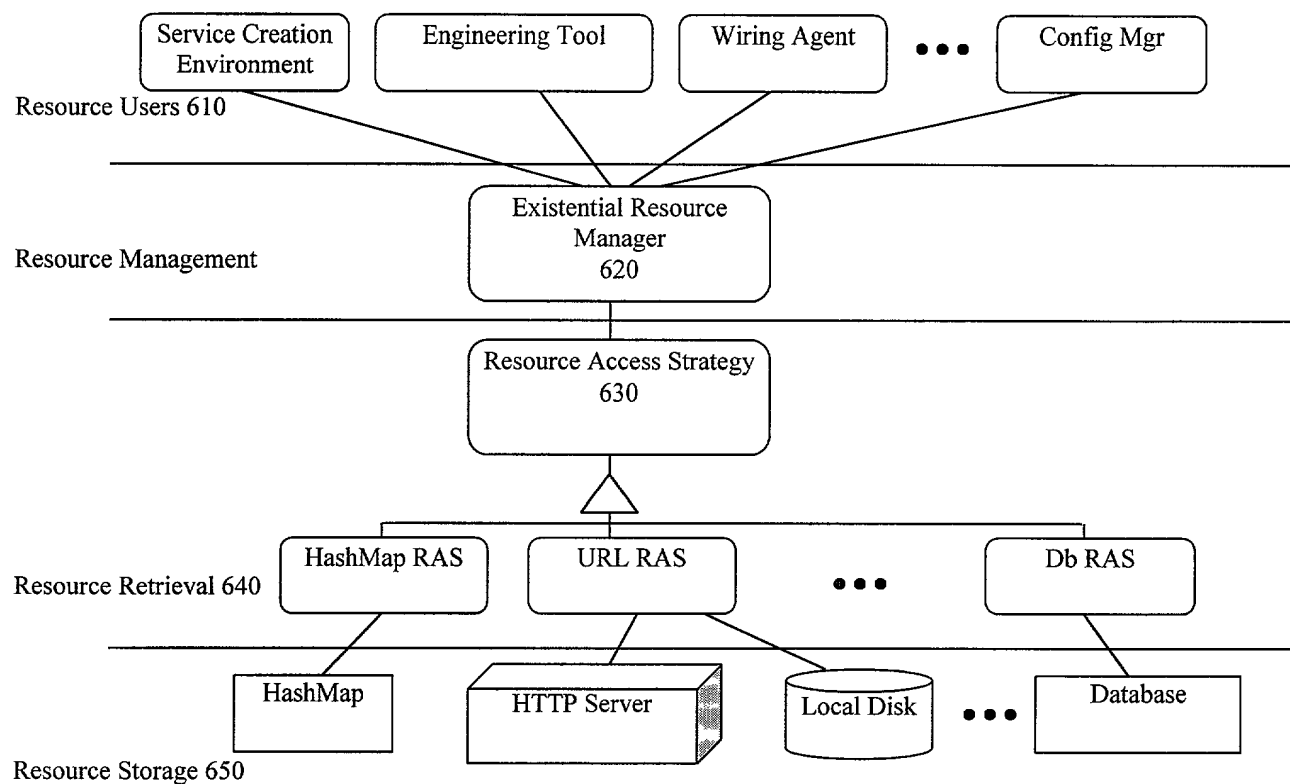 Service Creation
Environment
Engineering Tool
Wiring Agent
Config Mgr
Resource Users 610
Existential Resource
Manager
620
Resource Management
Resource Access Strategy
630
HashMap RAS
URL RAS
Db RAS
Resource Retrieval 640
HashMap
HTTP Server
Local Disk
Database
Resource Storage 650